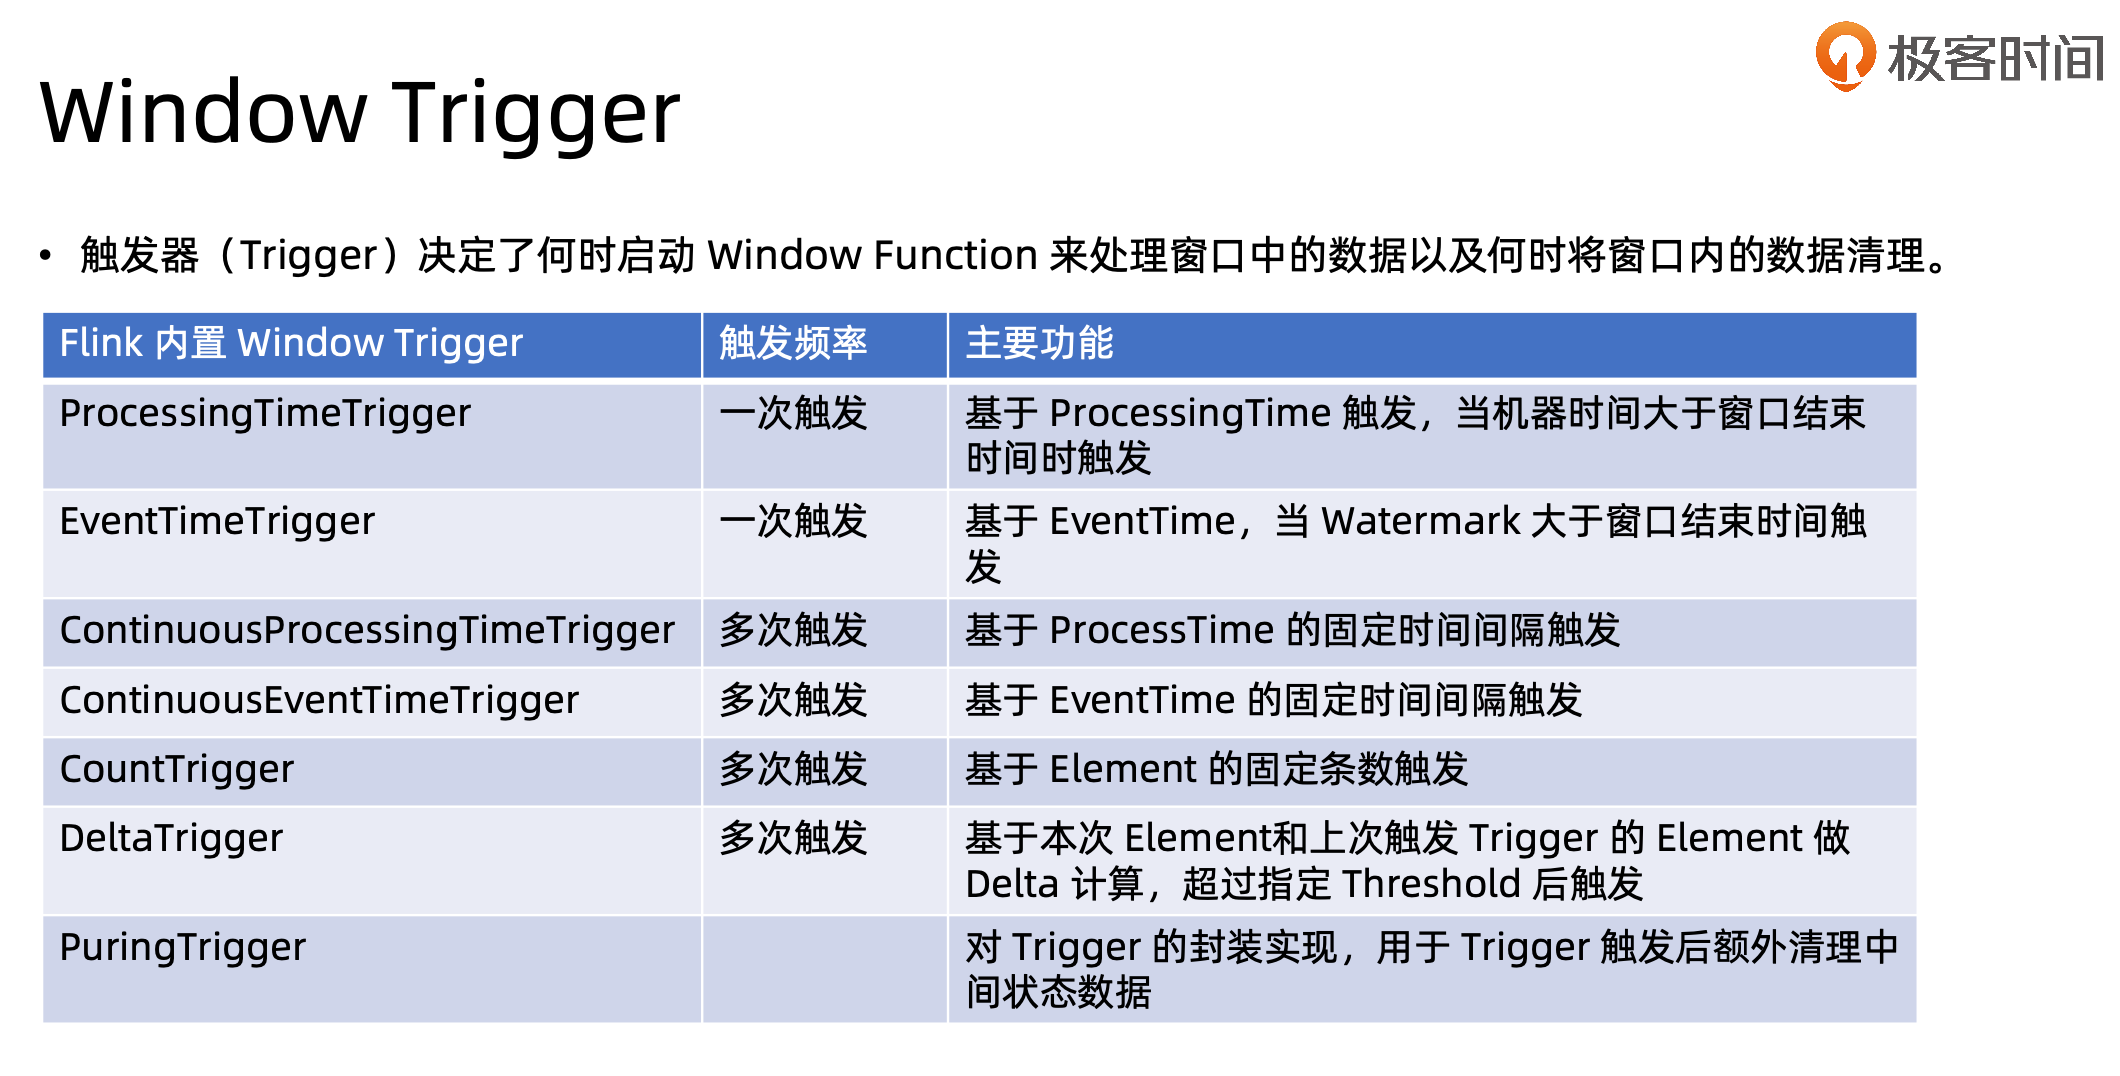 极客时间
Window Trigger
• 触发器（Trigger）决定了何时启动 Window Function 来处理窗口中的数据以及何时将窗口内的数据清理。
Flink 内置 Window Trigger 触发频率 主要功能
ProcessingTimeTrigger 一次触发 基于 ProcessingTime 触发，当机器时间大于窗口结束
时间时触发
EventTimeTrigger 一次触发 基于 EventTime，当 Watermark 大于窗口结束时间触
发
ContinuousProcessingTimeTrigger 多次触发 基于 ProcessTime 的固定时间间隔触发
ContinuousEventTimeTrigger 多次触发 基于 EventTime 的固定时间间隔触发
CountTrigger 多次触发 基于 Element 的固定条数触发
DeltaTrigger 多次触发 基于本次 Element和上次触发 Trigger 的 Element 做
Delta 计算，超过指定 Threshold 后触发
PuringTrigger 对 Trigger 的封装实现，用于 Trigger 触发后额外清理中
间状态数据